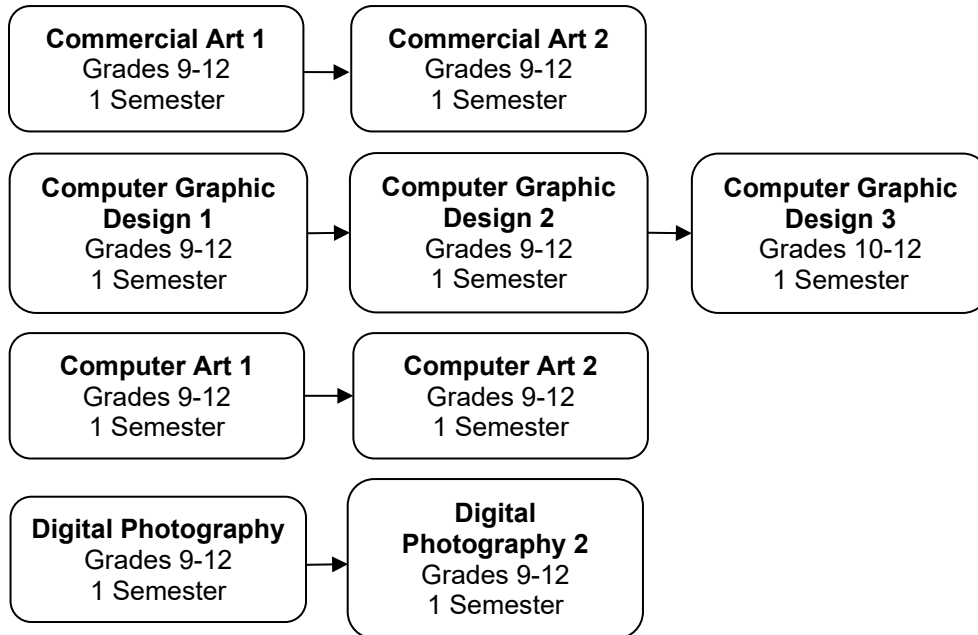 Commercial Art 1
Grades 9-12
1 Semester
Commercial Art 2
Grades 9-12
1 Semester
Computer Graphic
Design 1
Grades 9-12
1 Semester
Computer Graphic
Design 2
Grades 9-12
1 Semester
Computer Graphic
Design 3
Grades 10-12
1 Semester
Computer Art 1
Grades 9-12
1 Semester
Computer Art 2
Grades 9-12
1 Semester
Digital Photography
Grades 9-12
1 Semester
Digital
Photography 2
Grades 9-12
1 Semester